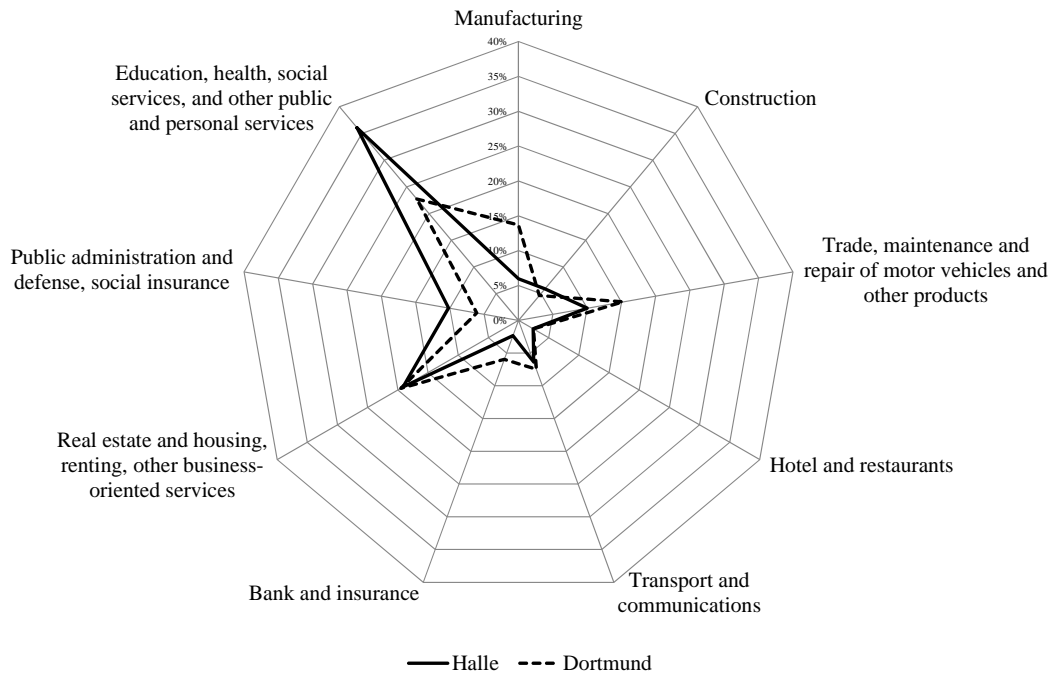 Manufacturing
40%
35%
30%
25%
20%
15%
10%
5%
0%
Construction
Trade, maintenance and
repair of motor vehicles and
other products
Hotel and restaurants
Transport and
communications
Bank and insurance
Real estate and housing,
renting, other business-
oriented services
Public administration and
defense, social insurance
Education, health, social
services, and other public
and personal services
Halle
Dortmund